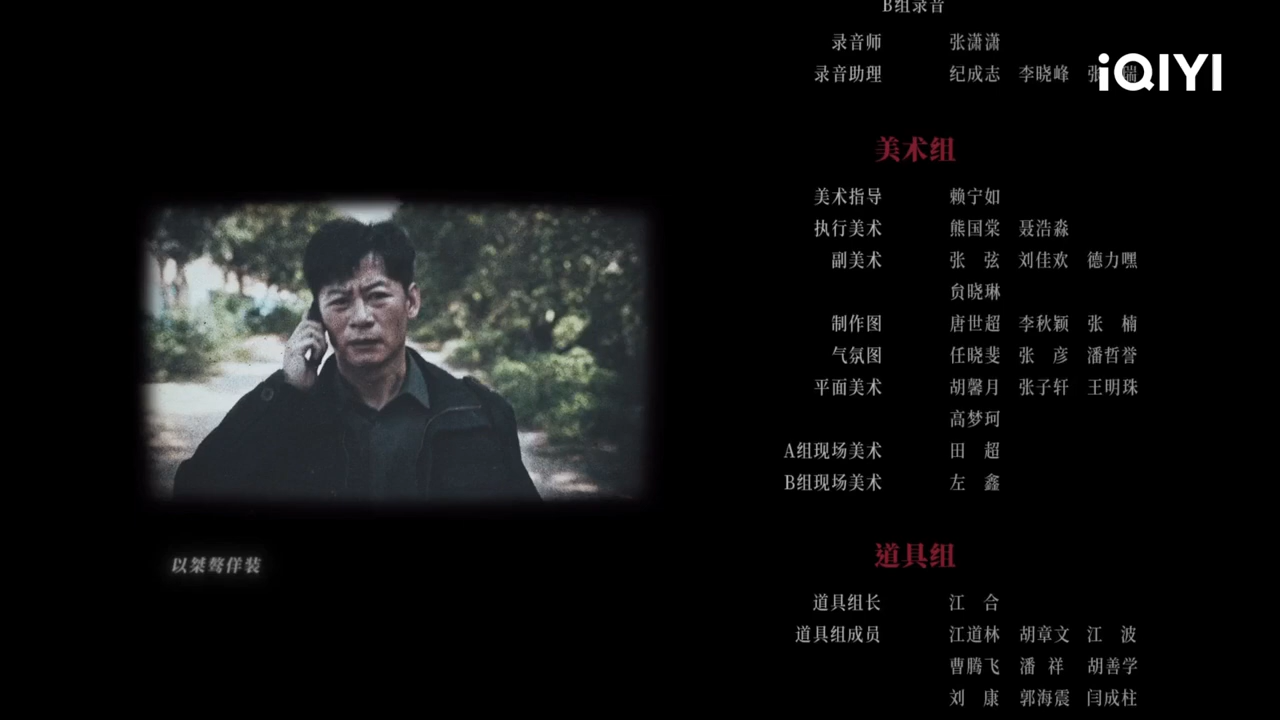 B组录音
iQIYI
录音师 张潇潇
录音助理 纪成志 李晓峰 张 瑞
美术组
美术指导 赖宁如
执行美术 熊国棠 聂浩淼
副美术 张 弦 刘佳欢 德力嘿
贠晓琳
制作图 唐世超 李秋颖 张 楠
气氛图 任晓斐 张 彦 潘哲誉
平面美术 胡馨月 张子轩 王明珠
高梦珂
A组现场美术 田 超
B组现场美术 左 鑫
道具组
以桀骜佯装
道具组长 江 合
道具组成员 江道林 胡章文 江 波
曹腾飞 潘 祥 胡善学
刘 康 郭海震 闫成柱